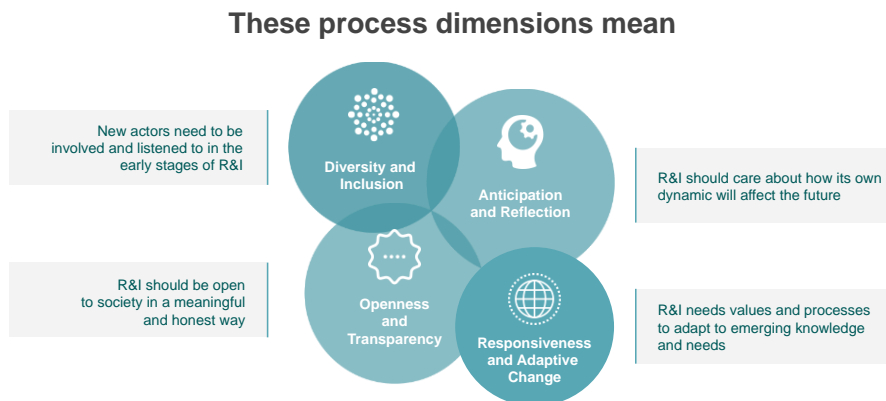 These process dimensions mean
New actors need to be
involved and listened to in the
early stages of R&I
Diversity and
Inclusion
Anticipation
and Reflection
R&I should care about how its own
dynamic will affect the future
R&I should be open
to society in a meaningful
and honest way
Openness
and
Transparency
Responsiveness
and Adaptive
Change
R&I needs values and processes
to adapt to emerging knowledge
and needs